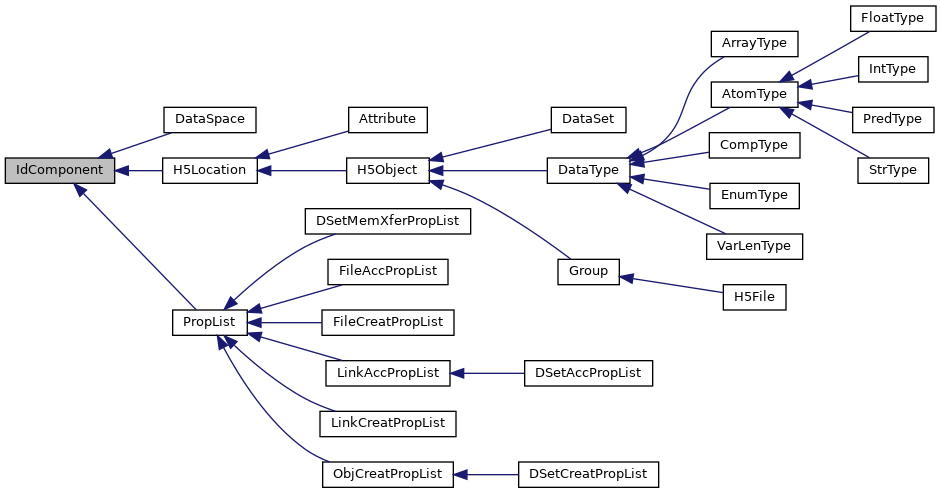 IdComponent
DataSpace
H5Location
PropList
Attribute
H5Object
DSetMemXferPropList
FileAccPropList
FileCreatPropList
LinkAccPropList
LinkCreatPropList
ObjCreatPropList
DataSet
DataType
Group
DSetAccPropList
DSetCreatPropList
ArrayType
AtomType
CompType
EnumType
VarLenType
H5File
FloatType
IntType
PredType
StrType